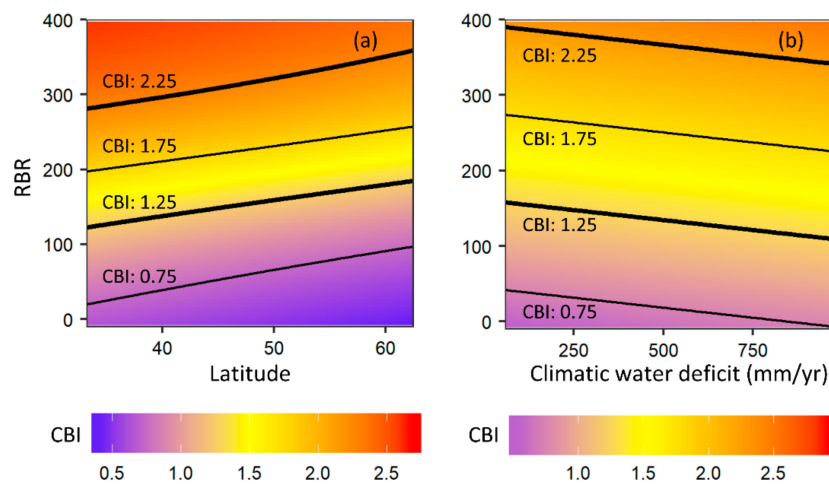 400
300
200
100
0
RBR
(a)
CBI: 2.25
CBI: 1.75
CBI: 1.25
CBI: 0.75
40 50 60
Latitude
CBI
0.5 1.0 1.5 2.0 2.5
400
300
200
100
0
(b)
CBI: 2.25
CBI: 1.75
CBI: 1.25
CBI: 0.75
250 500 750
Climatic water deficit (mm/yr)
CBI
1.0 1.5 2.0 2.5